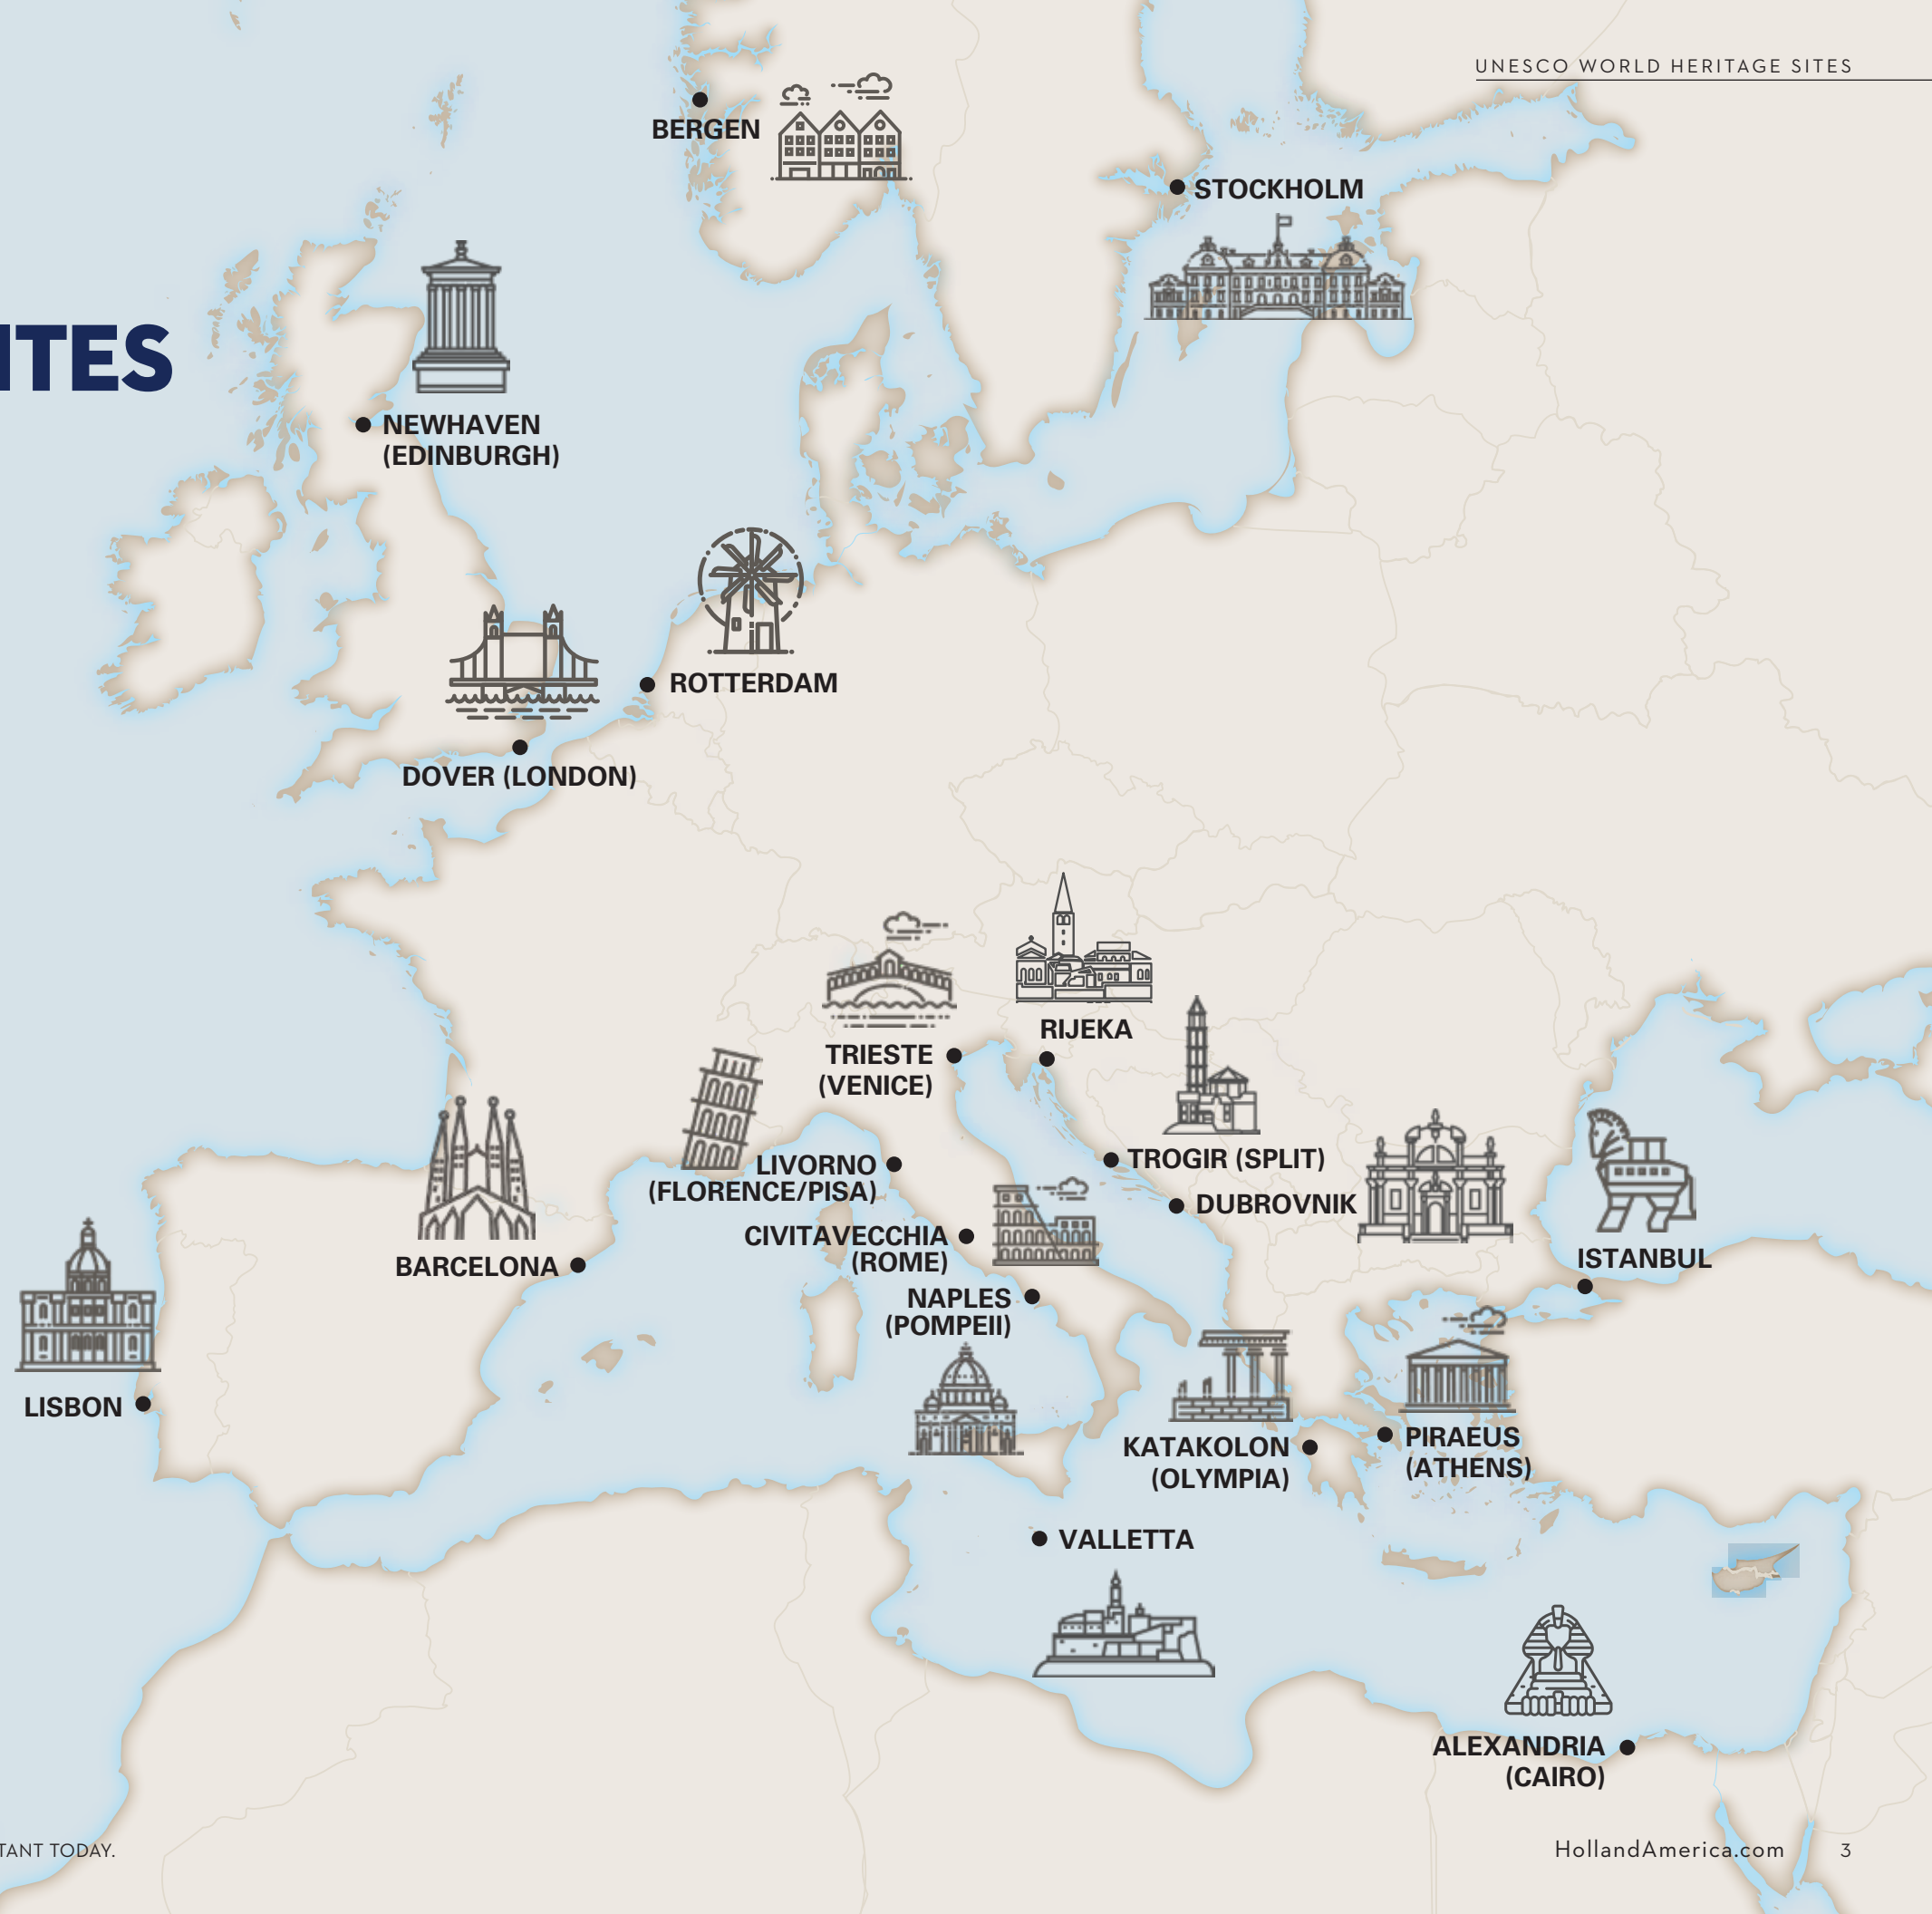 UNESCO WORLD HERITAGE SITES
BERGEN
STOCKHOLM
ITES
NEWHAVEN
(EDINBURGH)
ROTTERDAM
DOVER (LONDON)
RIJEKA
TRIESTE
(VENICE)
LIVORNO
(FLORENCE/PISA)
TROGIR (SPLIT)
DUBROVNIK
CIVITAVECCHIA
(ROME)
ISTANBUL
BARCELONA
NAPLES
(POMPEII)
LISBON
KATAKOLON
(OLYMPIA)
PIRAEUS
(ATHENS)
VALLETTA
ALEXANDRIA
(CAIRO)
TANT TODAY.
HollandAmerica.com 3